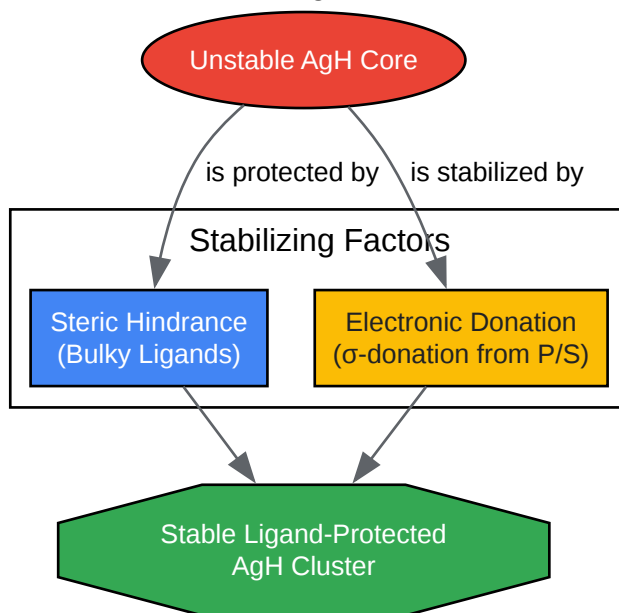 Unstable AgH Core
is protected by
is stabilized by
Stabilizing Factors
Steric Hindrance
(Bulky Ligands)
Electronic Donation
(σ-donation from P/S)
Stable Ligand-Protected
AgH Cluster